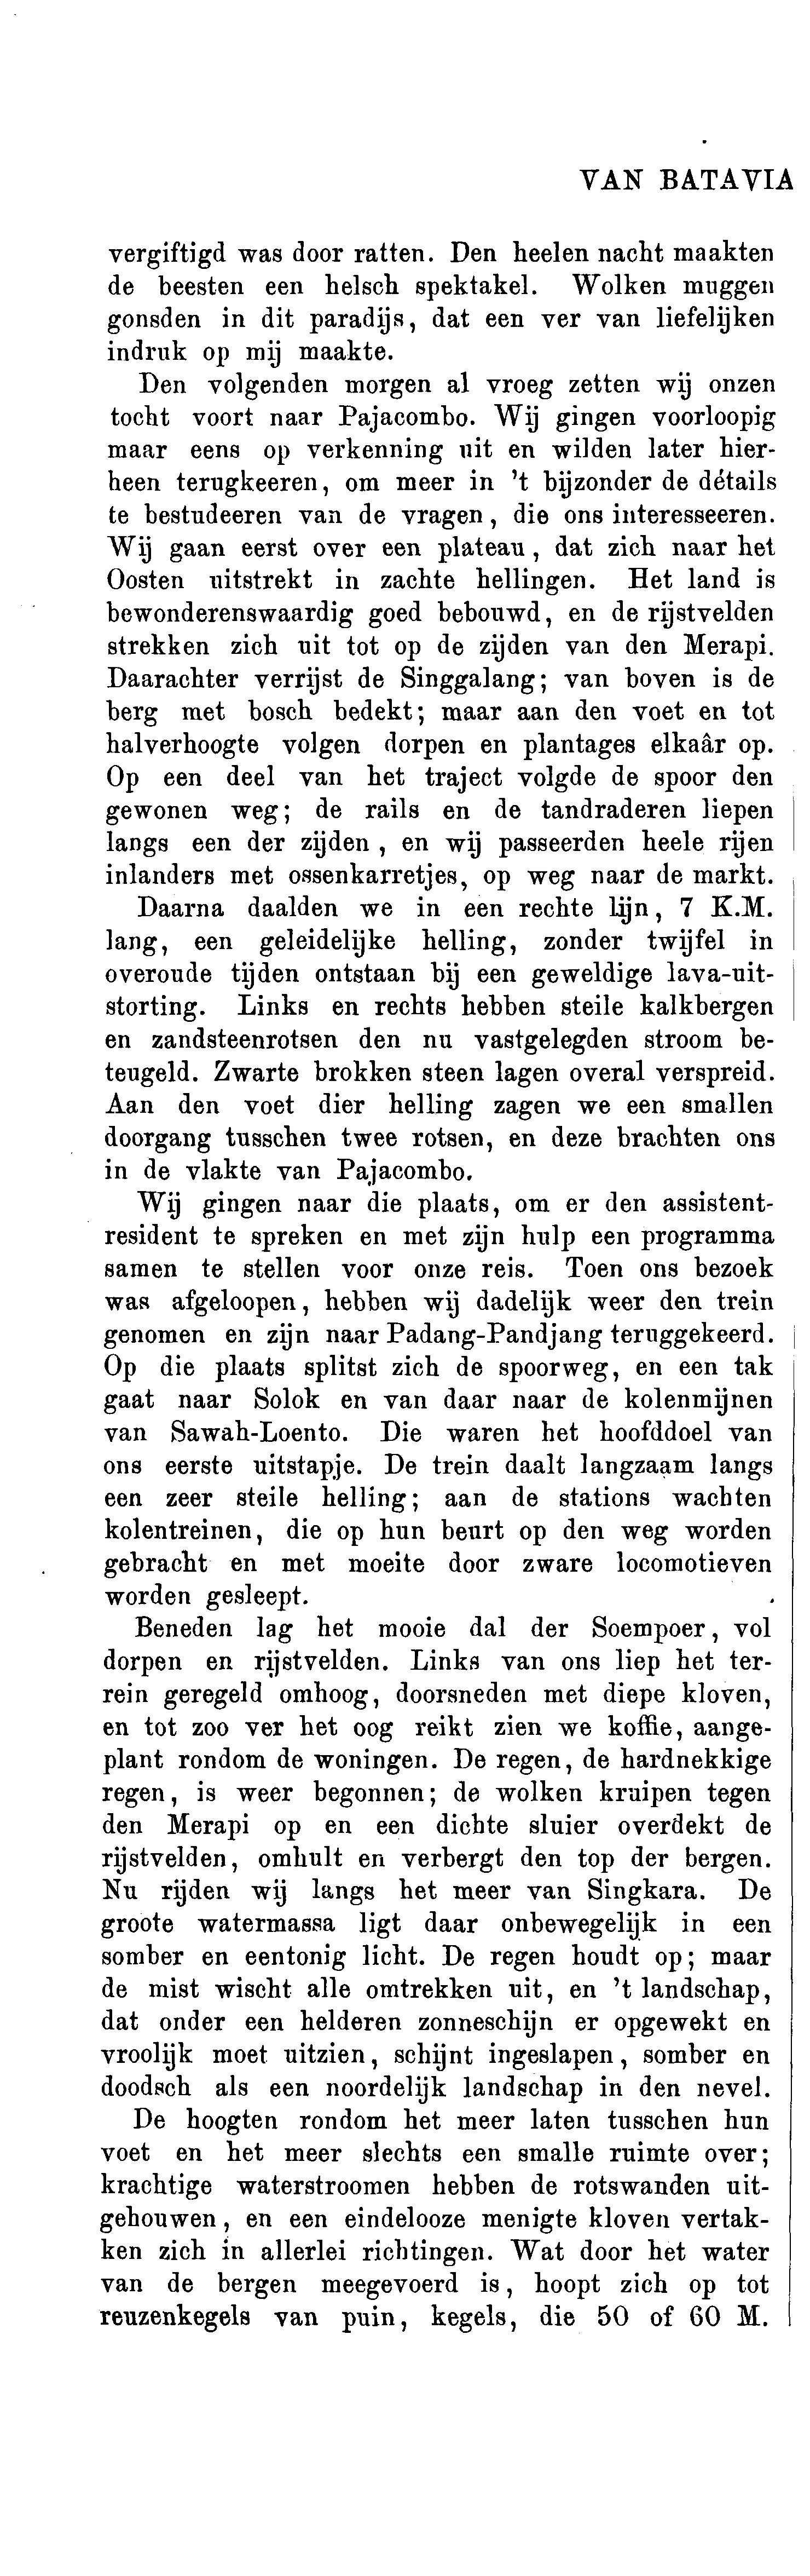 VAN BATAVIA
vergiftigd was door ratten. Den heelen nacht maakten
de beesten een helsch spektakel. Wolken muggen
gonsden in dit paradijs, dat een ver van liefelijken
indruk op mij maakte.
Den volgenden morgen al vroeg zetten wij onzen
tocht voort naar Pajacombo. Wij gingen voorloopig
maar eens op verkenning uit en wilden later hier-
heen terugkeeren, om meer in 't bijzonder de détails
te bestudeeren van de vragen, die ons interesseeren.
Wij gaan eerst over een plateau, dat zich naar het
Oosten uitstrekt in zachte hellingen. Het land is
bewonderenswaardig goed bebouwd, en de rijstvelden
strekken zich uit tot op de zijden van den Merapi.
Daarachter verrijst de Singgalang; van boven is de
berg met bosch bedekt; maar aan den voet en tot
halverhoogte volgen dorpen en plantages elkaâr op.
Op een deel van het traject volgde de spoor den
gewonen weg; de rails en de tandraderen liepen
langs een der zijden, en wij passeerden heele rijen
inlanders met ossenkarretjes, op weg naar de markt.
Daarna daalden we in een rechte lijn, 7 K.M.
lang, een geleidelijke helling, zonder twijfel in
overoude tijden ontstaan bij een geweldige lava-uit-
storting. Links en rechts hebben steile kalkbergen
en zandsteenrotsen den nu vastgelegden stroom be-
teugeld. Zwarte brokken steen lagen overal verspreid.
Aan den voet dier helling zagen we een smallen
doorgang tusschen twee rotsen, en deze brachten ons
in de vlakte van Pajacombo.
Wij gingen naar die plaats, om er den assistent-
resident te spreken en met zijn hulp een programma
samen te stellen voor onze reis. Toen ons bezoek
was afgeloopen, hebben wij dadelijk weer den trein
genomen en zijn naar Padang-Pandjang teruggekeerd.
Op die plaats splitst zich de spoorweg, en een tak
gaat naar Solok en van daar naar de kolenmijnen
van Sawah-Loento. Die waren het hoofddoel van
ons eerste uitstapje. De trein daalt langzaam langs
een zeer steile helling; aan de stations wachten
kolentreinen, die op hun beurt op den weg worden
gebracht en met moeite door zware locomotieven
worden gesleept.
Beneden lag het mooie dal der Soempoer, vol
dorpen en rijstvelden. Links van ons liep het ter-
rein geregeld omhoog, doorsneden met diepe kloven,
en tot zoo ver het oog reikt zien we koffie, aange-
plant rondom de woningen. De regen, de hardnekkige
regen, is weer begonnen; de wolken kruipen tegen
den Merapi op en een dichte sluier overdekt de
rijstvelden, omhult en verbergt den top der bergen.
Nu rijden wij langs het meer van Singkara. De
groote watermassa ligt daar onbewegelijk in een
somber en eentonig licht. De regen houdt op; maar
de mist wischt alle omtrekken uit, en 't landschap,
dat onder een helderen zonneschijn er opgewekt en
vroolijk moet uitzien, schijnt ingeslapen, somber en
doodsch als een noordelijk landschap in den nevel.
De hoogten rondom het meer laten tusschen hun
voet en het meer slechts een smalle ruimte over;
krachtige waterstroomen hebben de rotswanden uit-
gehouwen, en een eindelooze menigte kloven vertak-
ken zich in allerlei richtingen. Wat door het water
van de bergen meegevoerd is, hoopt zich op tot
reuzenkegels van puin, kegels, die 50 of 60 M.